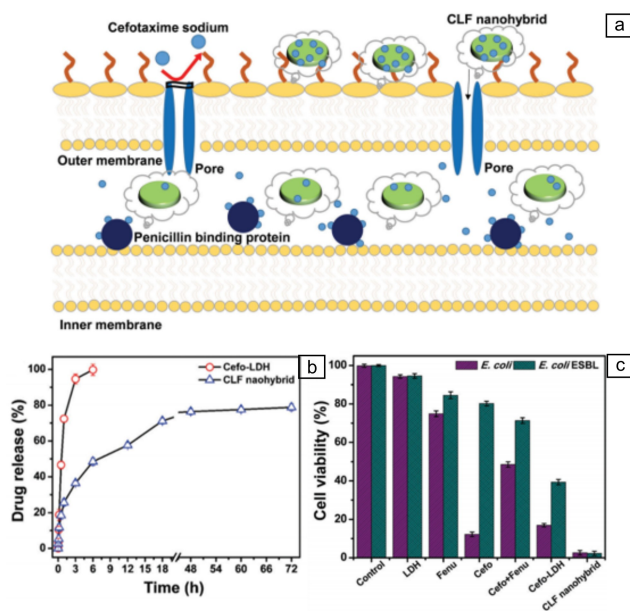 Cefotaxime sodium
CLF nanohybrid
a
Outer membrane
Pore
Pore
Penicillin binding protein
Inner membrane
b
Cefo-LDH
CLF naohybrid
Drug release (%)
100
80
60
40
20
0
0 3 6 9 12 15 18 48 60 72
Time (h)
c
E. coli
E. coli ESBL
Cell viability (%)
100
80
60
40
20
0
Control
LDH
Fenu
Cefo
Cefo+Fenu
Cefo-LDH
CLF nanohybrid